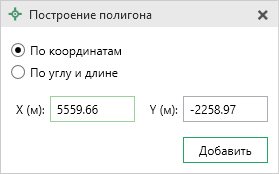 Построение полигона
По координатам
По углу и длине
X (м): 5559.66 Y (м): -2258.97
Добавить